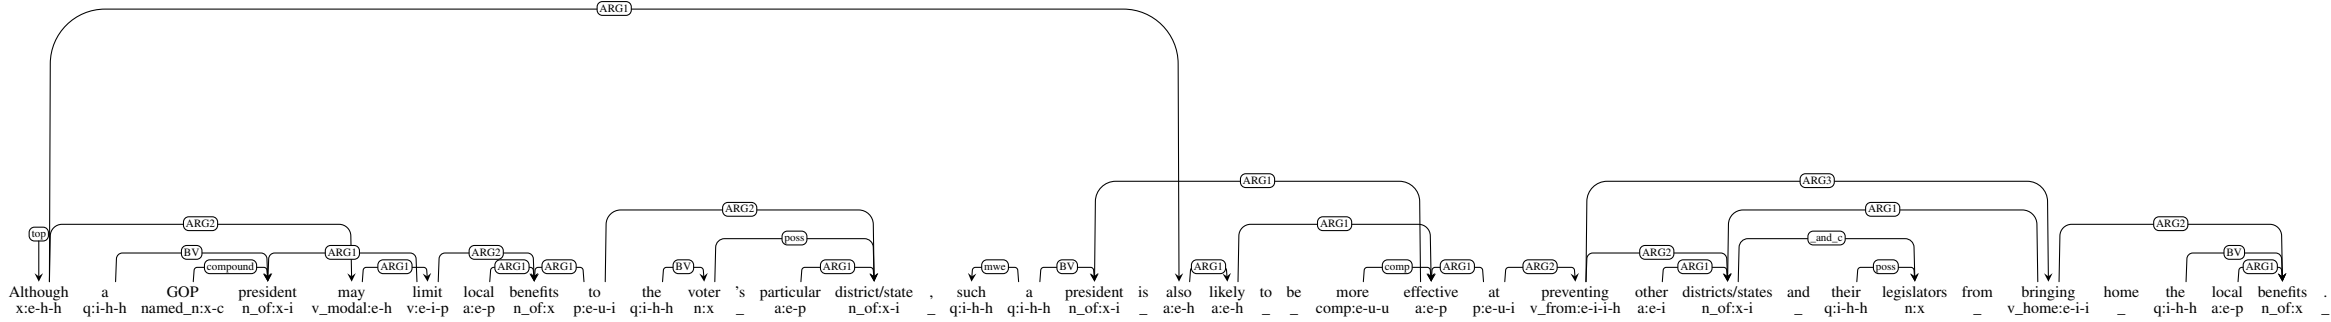 ARG1
ARG1 ARG3
ARG2 ARG2 ARG1 ARG1 ARG2
top poss _and_c
BV ARG1 ARG2 ARG2 BV
compound ARG1 ARG1 ARG1 BV ARG1 mwe BV ARG1 comp ARG1 ARG2 ARG1 poss ARG1
Although a GOP president may limit local benefits to the voter 's particular district/state , such a president is also likely to be more effective at preventing other districts/states and their legislators from bringing home the local benefits .
x:e-h-h q:i-h-h named_n:x-c n_of:x-i v_modal:e-h v:e-i-p a:e-p n_of:x p:e-u-i q:i-h-h n:x _ a:e-p n_of:x-i _ q:i-h-h q:i-h-h n_of:x-i _ a:e-h a:e-h _ _ comp:e-u-u a:e-p p:e-u-i v_from:e-i-i-h a:e-i n_of:x-i _ q:i-h-h n:x _ v_home:e-i-i _ q:i-h-h a:e-p n_of:x _